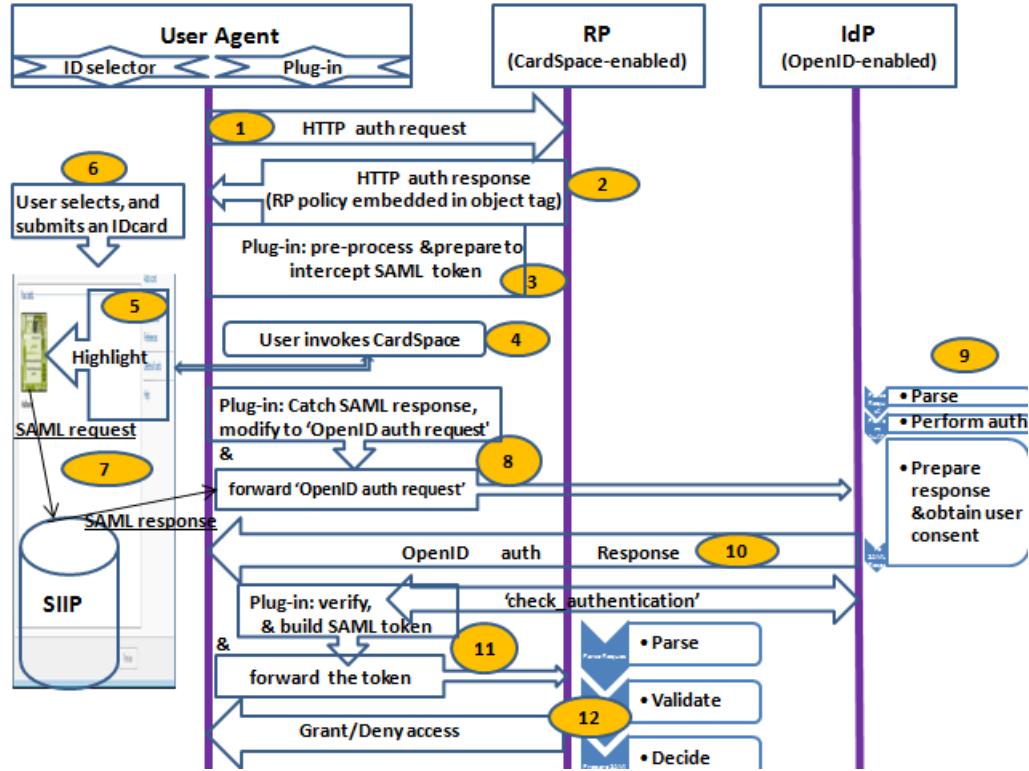 User Agent
ID selector
Plug-in
RP
(CardSpace-enabled)
IdP
(OpenID-enabled)
1
HTTP auth request
6
User selects, and
submits an IDcard
HTTP auth response
(RP policy embedded in object tag)
2
Plug-in: pre-process &prepare to
intercept SAML token
3
5
Highlight
User invokes CardSpace
4
9
• Parse
• Perform auth
• Prepare
response
&obtain user
consent
SAML request
Plug-in: Catch SAML response,
modify to 'OpenID auth request'
&
8
7
forward 'OpenID auth request'
SAML response
OpenID auth Response
10
SIIP
Plug-in: verify,
& build SAML token
'check_authentication'
&
11
• Parse
forward the token
12
• Validate
Grant/Deny access
• Decide